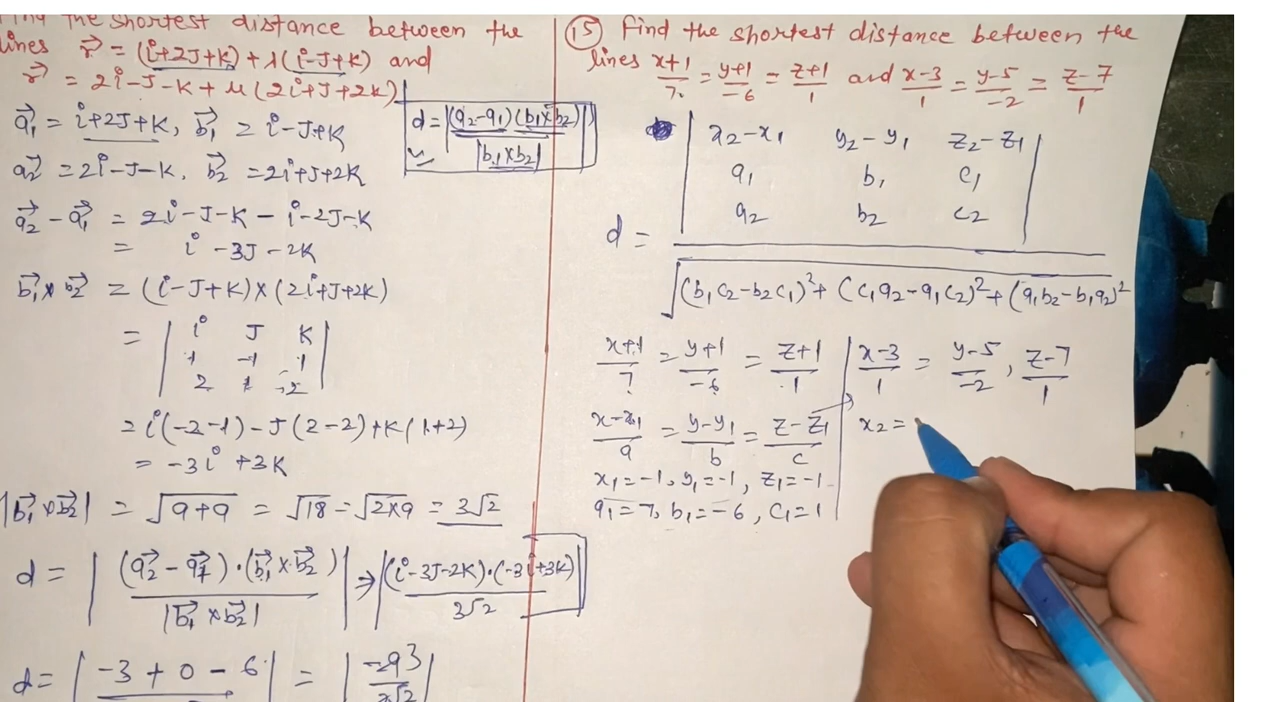 Find the shortest distance between the
lines r⃗ = (i+2J+K) + λ(i-J+K) and
r⃗ = 2i-J-K+μ(2i+J+2K)
a⃗₁ = i+2J+K, b⃗₁ = i-J+K
d = |(a₂-a₁)(b₁×b₂)| / |b₁×b₂|
a⃗₂ = 2i-J-K, b⃗₂ = 2i+J+2K
a⃗₂ - a⃗₁ = 2i-J-K-i-2J-K
= i-3J-2K
b⃗₁×b⃗₂ = (i-J+K)×(2i+J+2K)
= | i J K |
1 -1 1
2 1 2
= i(-2-1)-J(2-2)+K(1+2)
= -3i+3K
|b⃗₁×b⃗₂| = √9+9 = √18 = √2×9 = 3√2
d = |(a⃗₂-a⃗₁)·(b⃗₁×b⃗₂) / |b⃗₁×b⃗₂|| ⇒ |(i-3J-2K)·(-3i+3K) / 3√2|
d = |-3+0-6| = |-9 3 / 3√2|
15 Find the shortest distance between the
lines x+1/7 = y+1/-6 = z+1/1 and x-3/1 = y-5/-2 = z-7/1
| x₂-x₁ y₂-y₁ z₂-z₁ |
a₁ b₁ c₁
a₂ b₂ c₂
d =
√(b₁c₂-b₂c₁)²+(c₁a₂-a₁c₂)²+(a₁b₂-b₁a₂)²
x+1/7 = y+1/-6 = z+1/1
x-x₁/a = y-y₁/b = z-z₁/c
x₁=-1, y₁=-1, z₁=-1
a₁=7, b₁=-6, c₁=1
x-3/1 = y-5/-2, z-7/1
x₂=